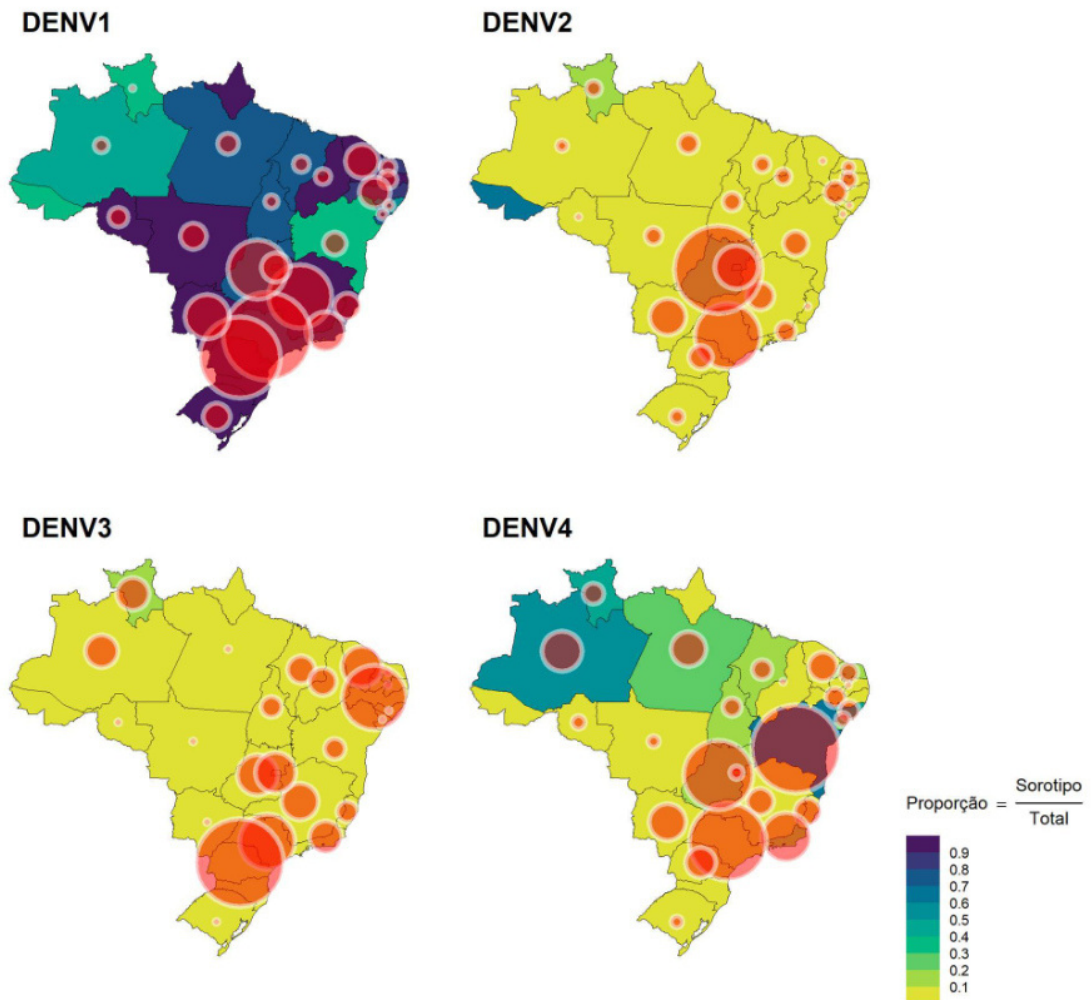 DENV1
DENV2
DENV3
DENV4
Proporção = Sorotipo
Total
0.9
0.8
0.7
0.6
0.5
0.4
0.3
0.2
0.1